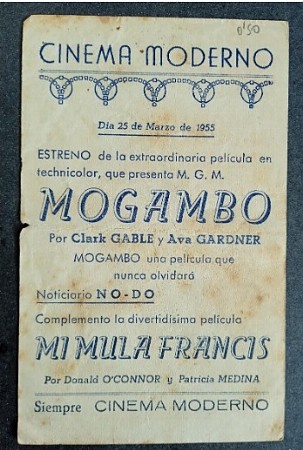 0'50
CINEMA MODERNO
Día 25 de Marzo de 1955
ESTRENO de la extraordinaria película en
technicolor, que presenta M. G. M.
MOGAMBO
Por Clark GABLE y Ava GARDNER
MOGAMBO una película que
nunca olvidará
Noticiario NO-DO
Complemento la divertidísima película
MI MULA FRANCIS
Por Donald O'CONNOR y Patricia MEDINA
Siempre CINEMA MODERNO